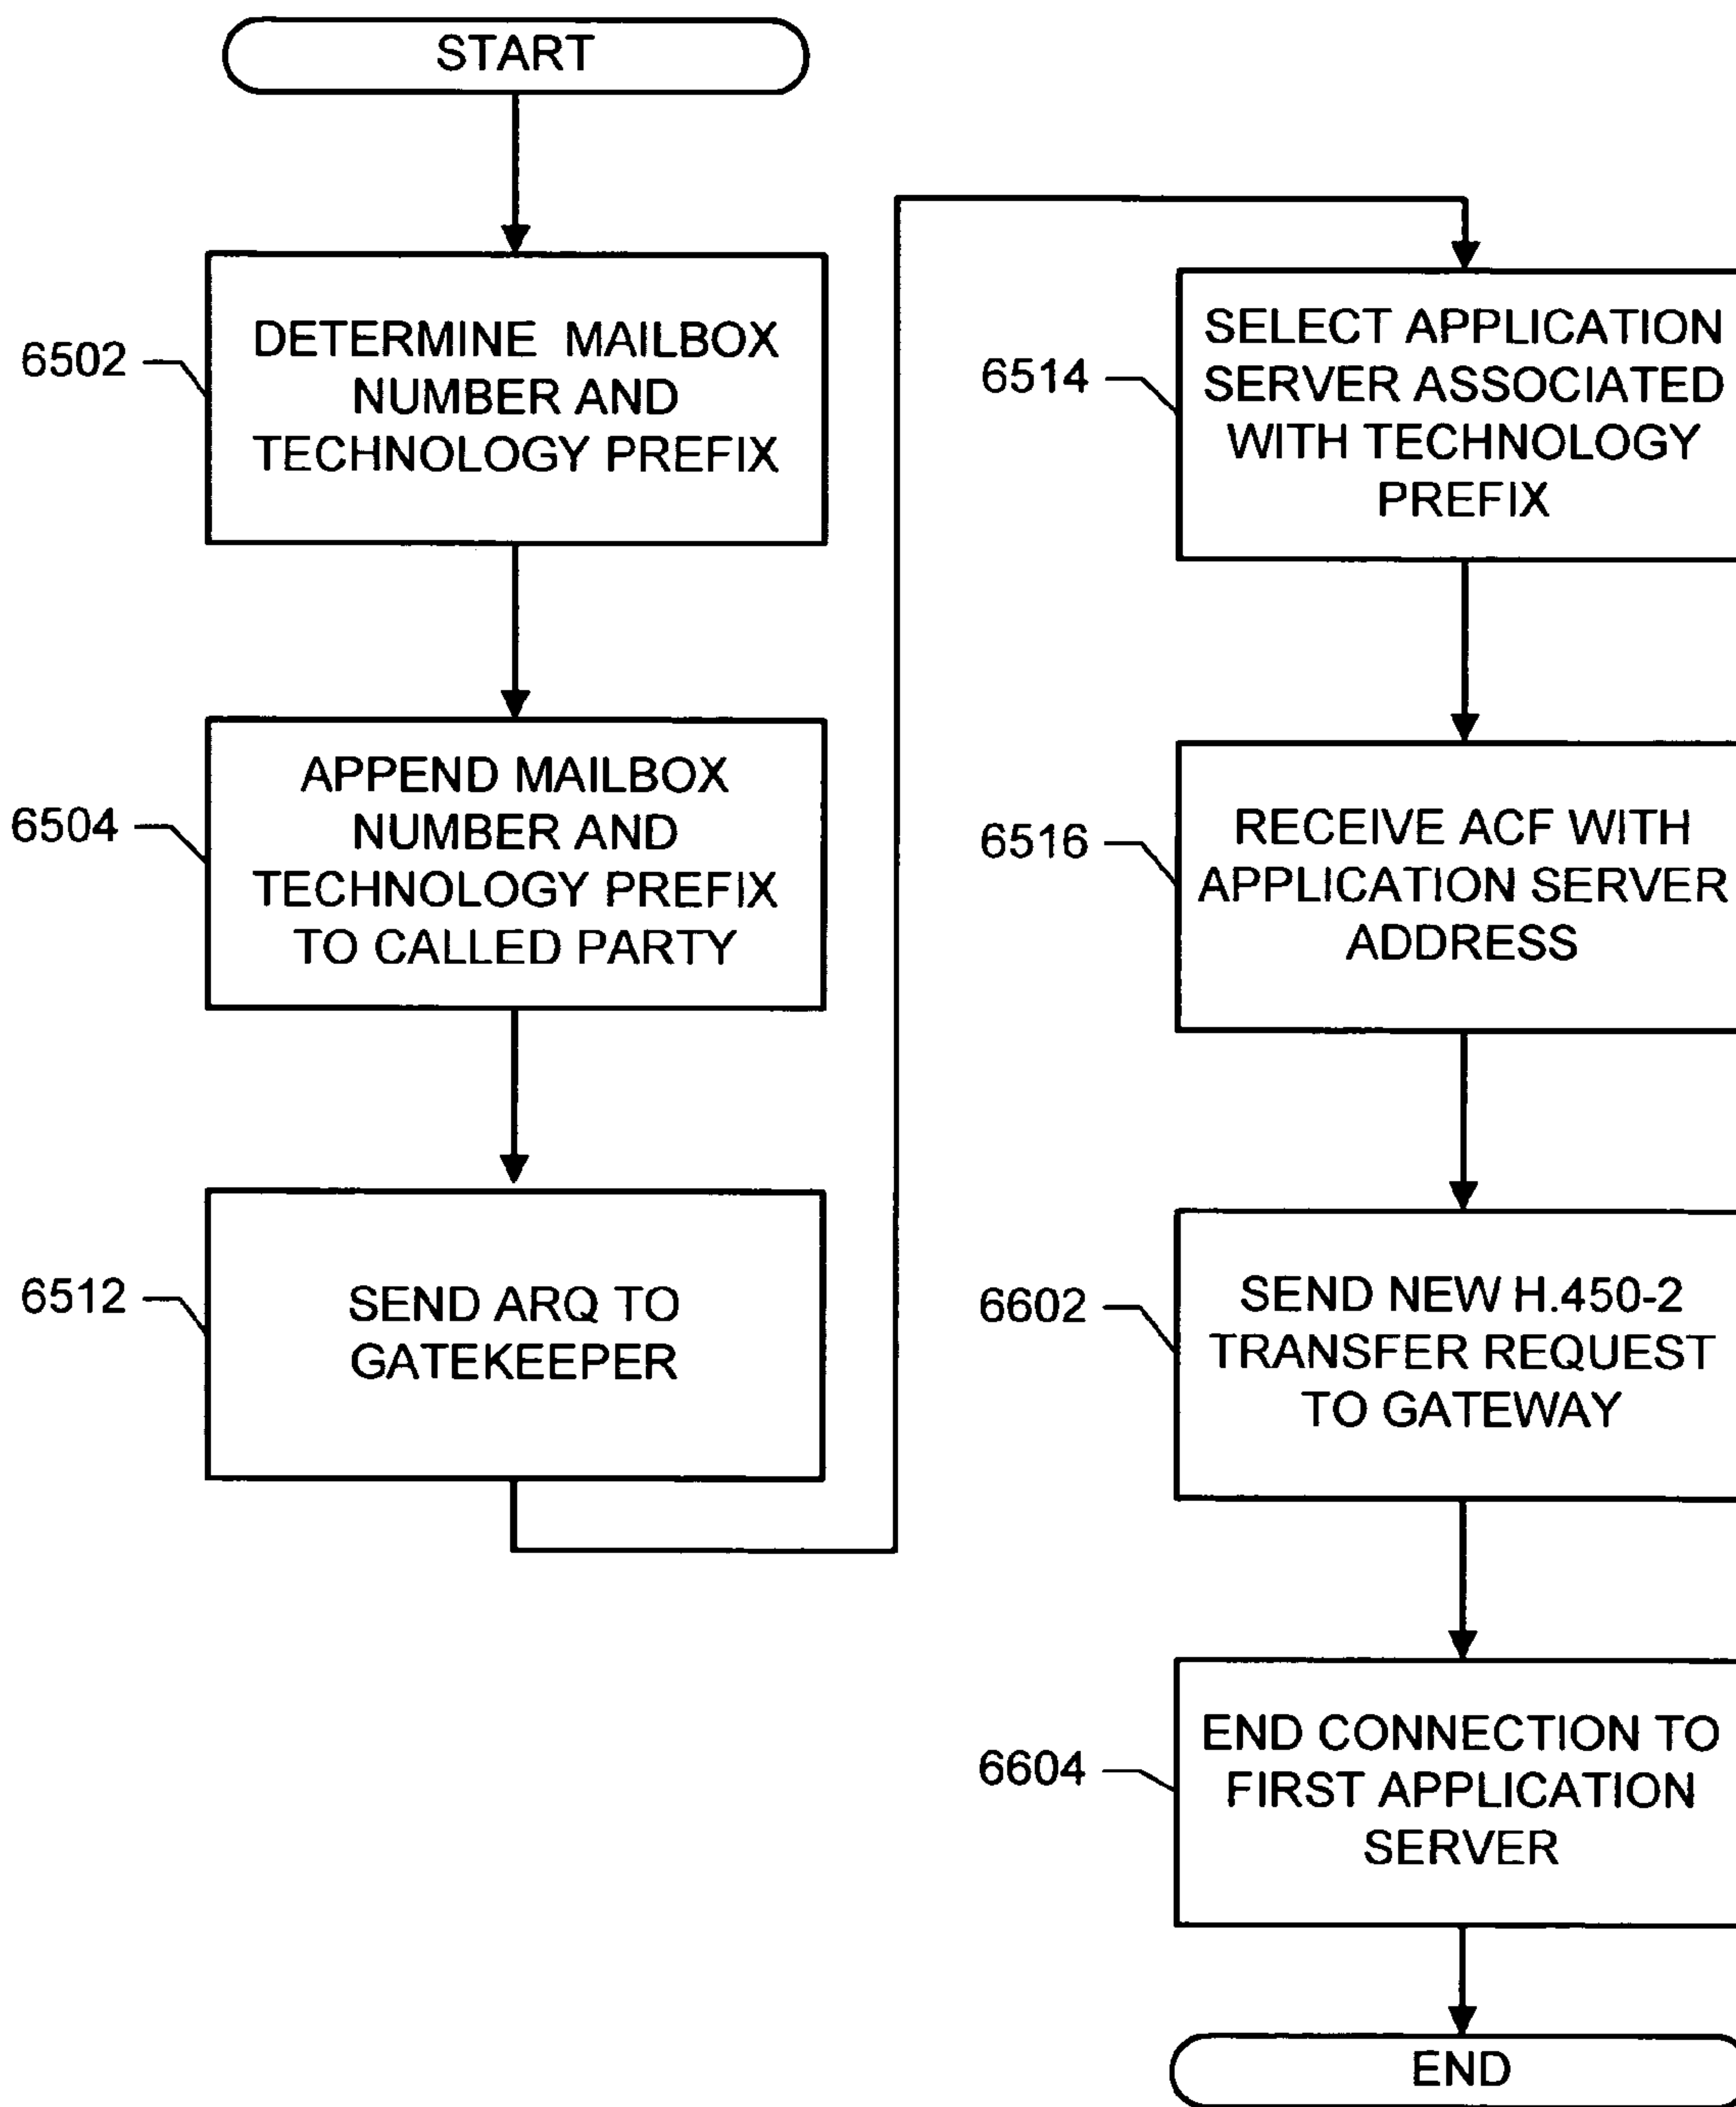 START
6502
DETERMINE MAILBOX
NUMBER AND
TECHNOLOGY PREFIX
6504
APPEND MAILBOX
NUMBER AND
TECHNOLOGY PREFIX
TO CALLED PARTY
6512
SEND ARQ TO
GATEKEEPER
6514
SELECT APPLICATION
SERVER ASSOCIATED
WITH TECHNOLOGY
PREFIX
6516
RECEIVE ACF WITH
APPLICATION SERVER
ADDRESS
6602
SEND NEW H.450-2
TRANSFER REQUEST
TO GATEWAY
6604
END CONNECTION TO
FIRST APPLICATION
SERVER
END